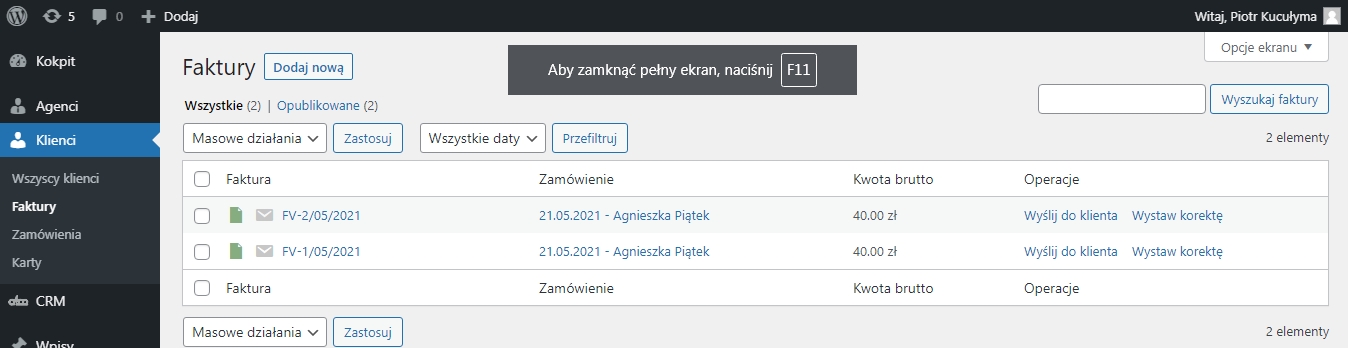 5 0 Dodaj Witaj, Piotr Kucułyma
Kokpit
Agenci
Klienci
Wszyscy klienci
Faktury
Zamówienia
Karty
CRM
Wpisy
Opcje ekranu
Faktury Dodaj nową
Aby zamknąć pełny ekran, naciśnij F11
Wszystkie (2) | Opublikowane (2)
Wyszukaj faktury
Masowe działania Zastosuj Wszystkie daty Przefiltruj 2 elementy
Faktura Zamówienie Kwota brutto Operacje
FV-2/05/2021 21.05.2021 - Agnieszka Piątek 40.00 zł Wyślij do klienta Wystaw korektę
FV-1/05/2021 21.05.2021 - Agnieszka Piątek 40.00 zł Wyślij do klienta Wystaw korektę
Faktura Zamówienie Kwota brutto Operacje
Masowe działania Zastosuj 2 elementy